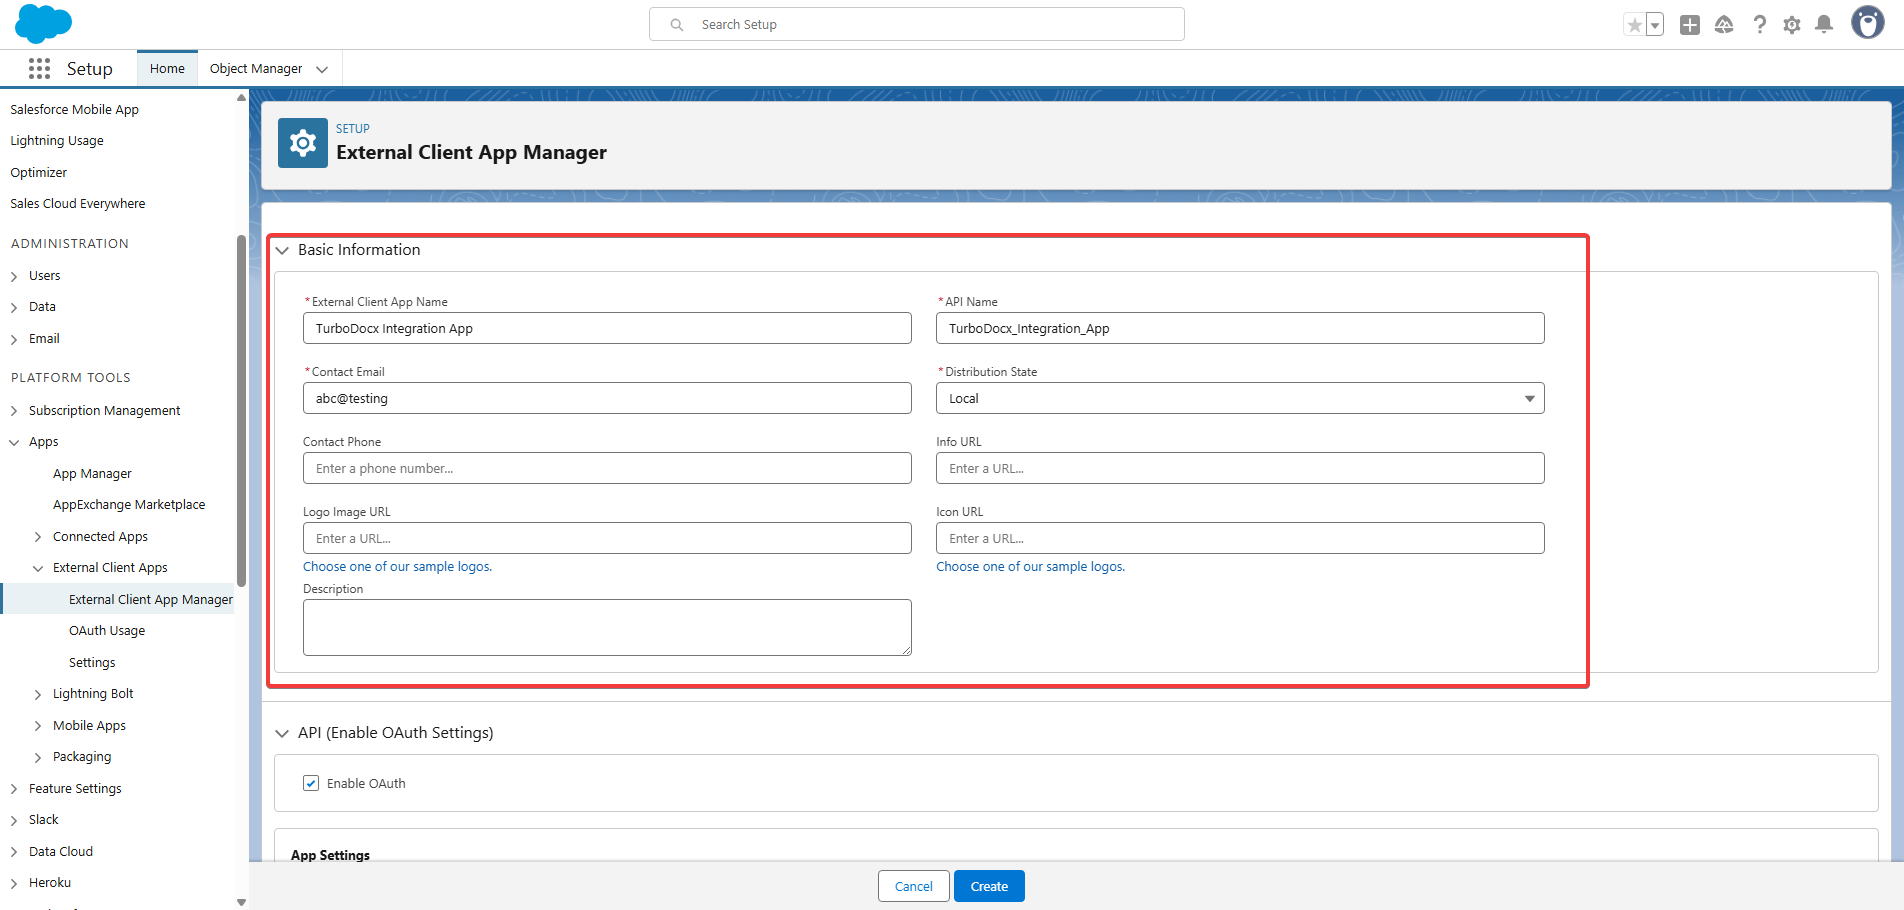 Search Setup
Setup
Home
Object Manager
Salesforce Mobile App
Lightning Usage
Optimizer
Sales Cloud Everywhere
ADMINISTRATION
Users
Data
Email
PLATFORM TOOLS
Subscription Management
Apps
App Manager
AppExchange Marketplace
Connected Apps
External Client Apps
External Client App Manager
OAuth Usage
Settings
Lightning Bolt
Mobile Apps
Packaging
Feature Settings
Slack
Data Cloud
Heroku
SETUP
External Client App Manager
Basic Information
*External Client App Name
TurboDocx Integration App
*API Name
TurboDocx_Integration_App
*Contact Email
abc@testing
*Distribution State
Local
Contact Phone
Enter a phone number...
Info URL
Enter a URL...
Logo Image URL
Enter a URL...
Choose one of our sample logos.
Icon URL
Enter a URL...
Choose one of our sample logos.
Description
API (Enable OAuth Settings)
Enable OAuth
App Settings
Cancel
Create